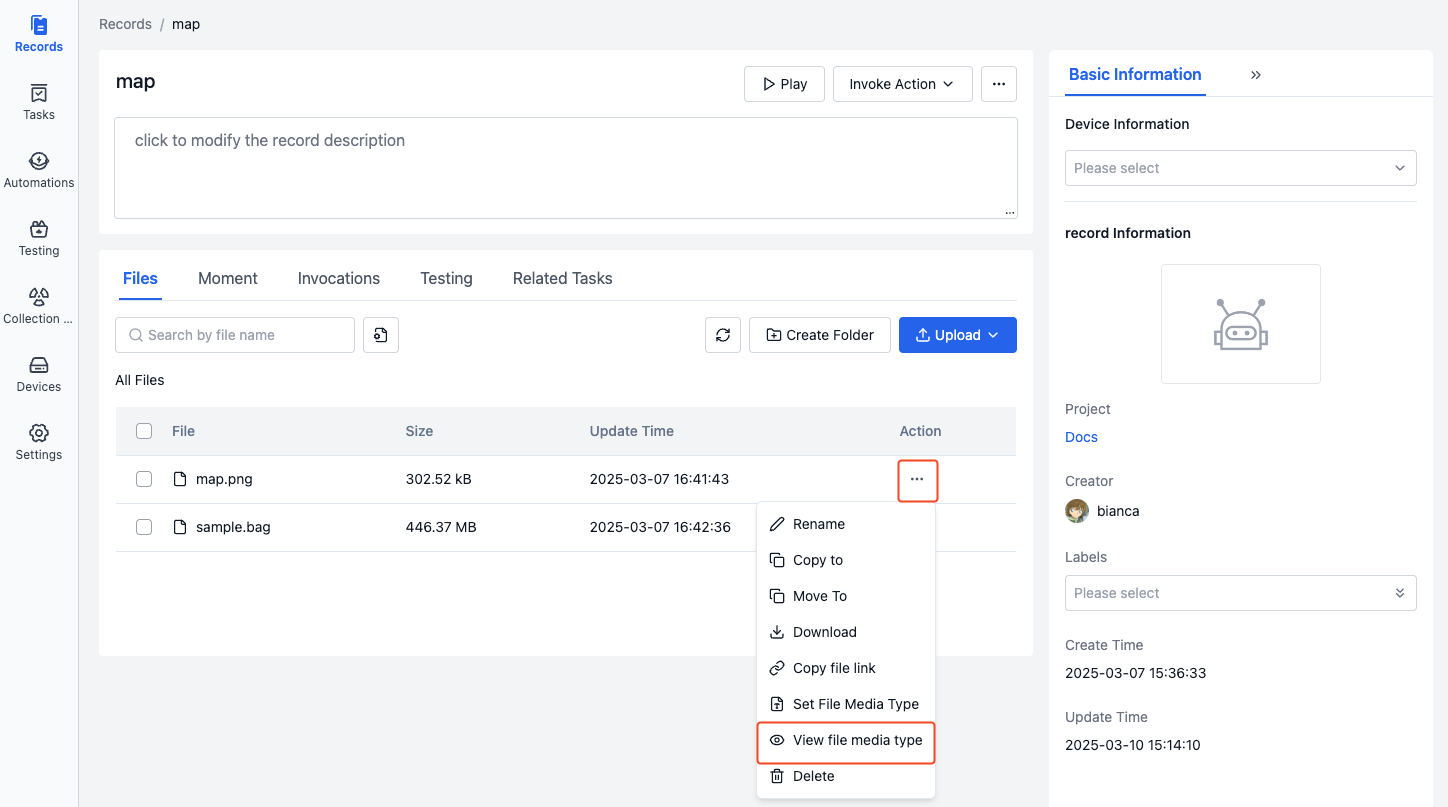 Records
Tasks
Automations
Testing
Collection ...
Devices
Settings
Records / map
map
Play
Invoke Action
...
click to modify the record description
Files Moment Invocations Testing Related Tasks
Search by file name
Create Folder
Upload
All Files
File Size Update Time Action
map.png 302.52 kB 2025-03-07 16:41:43 ...
sample.bag 446.37 MB 2025-03-07 16:42:36
Rename
Copy to
Move To
Download
Copy file link
Set File Media Type
View file media type
Delete
Basic Information »
Device Information
Please select
record Information
Project
Docs
Creator
bianca
Labels
Please select
Create Time
2025-03-07 15:36:33
Update Time
2025-03-10 15:14:10